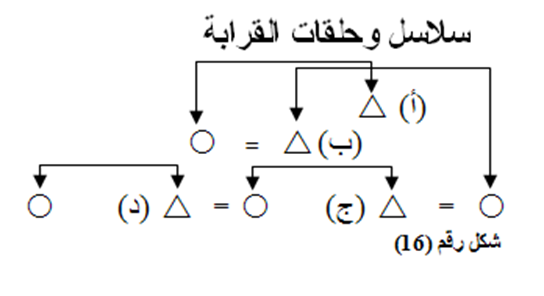 سلاسل وحلقات القرابة
(أ)
= (ب)
= (ج) = (د)
شكل رقم (16)